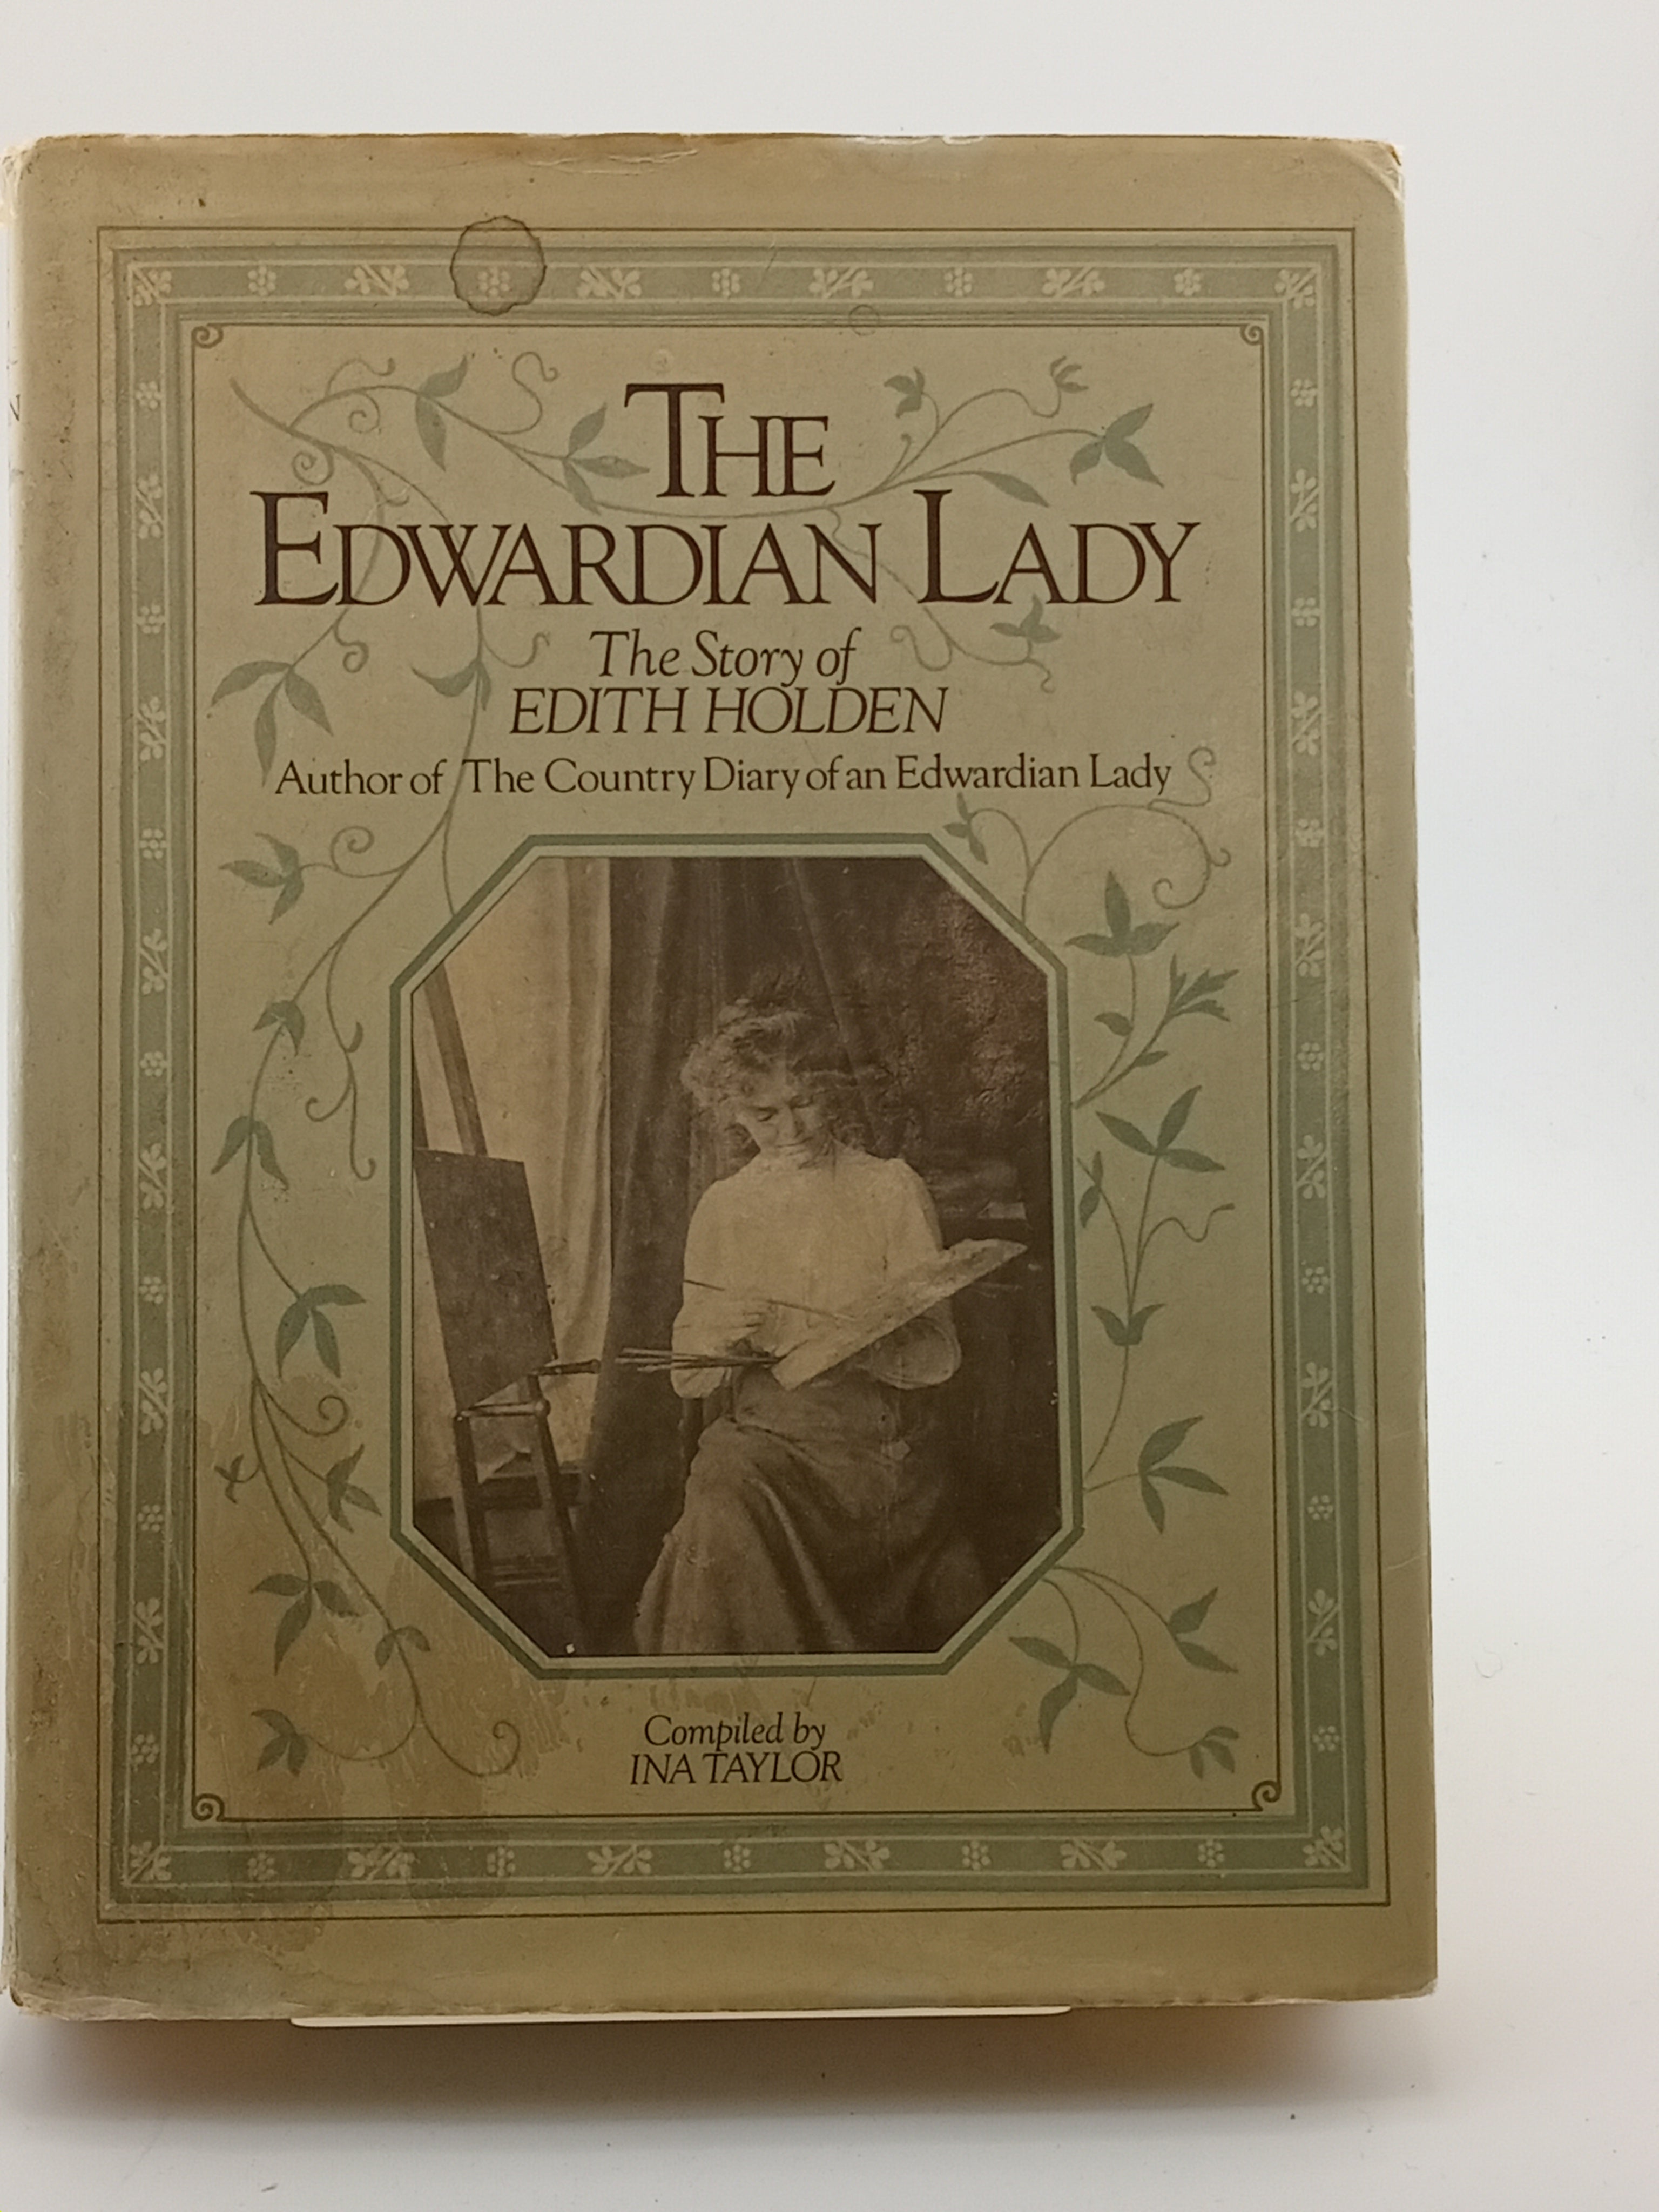 THE
EDWARDIAN LADY
The Story of
EDITH HOLDEN
Author of The Country Diary of an Edwardian Lady
Compiled by
INA TAYLOR